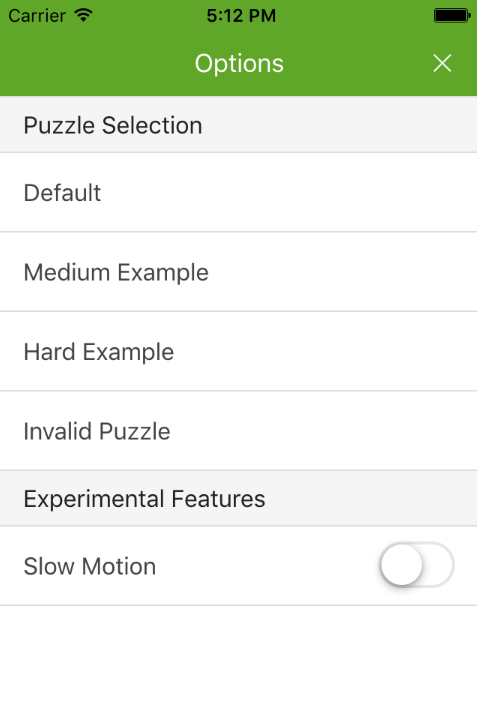 Carrier 5:12 PM
Options
Puzzle Selection
Default
Medium Example
Hard Example
Invalid Puzzle
Experimental Features
Slow Motion